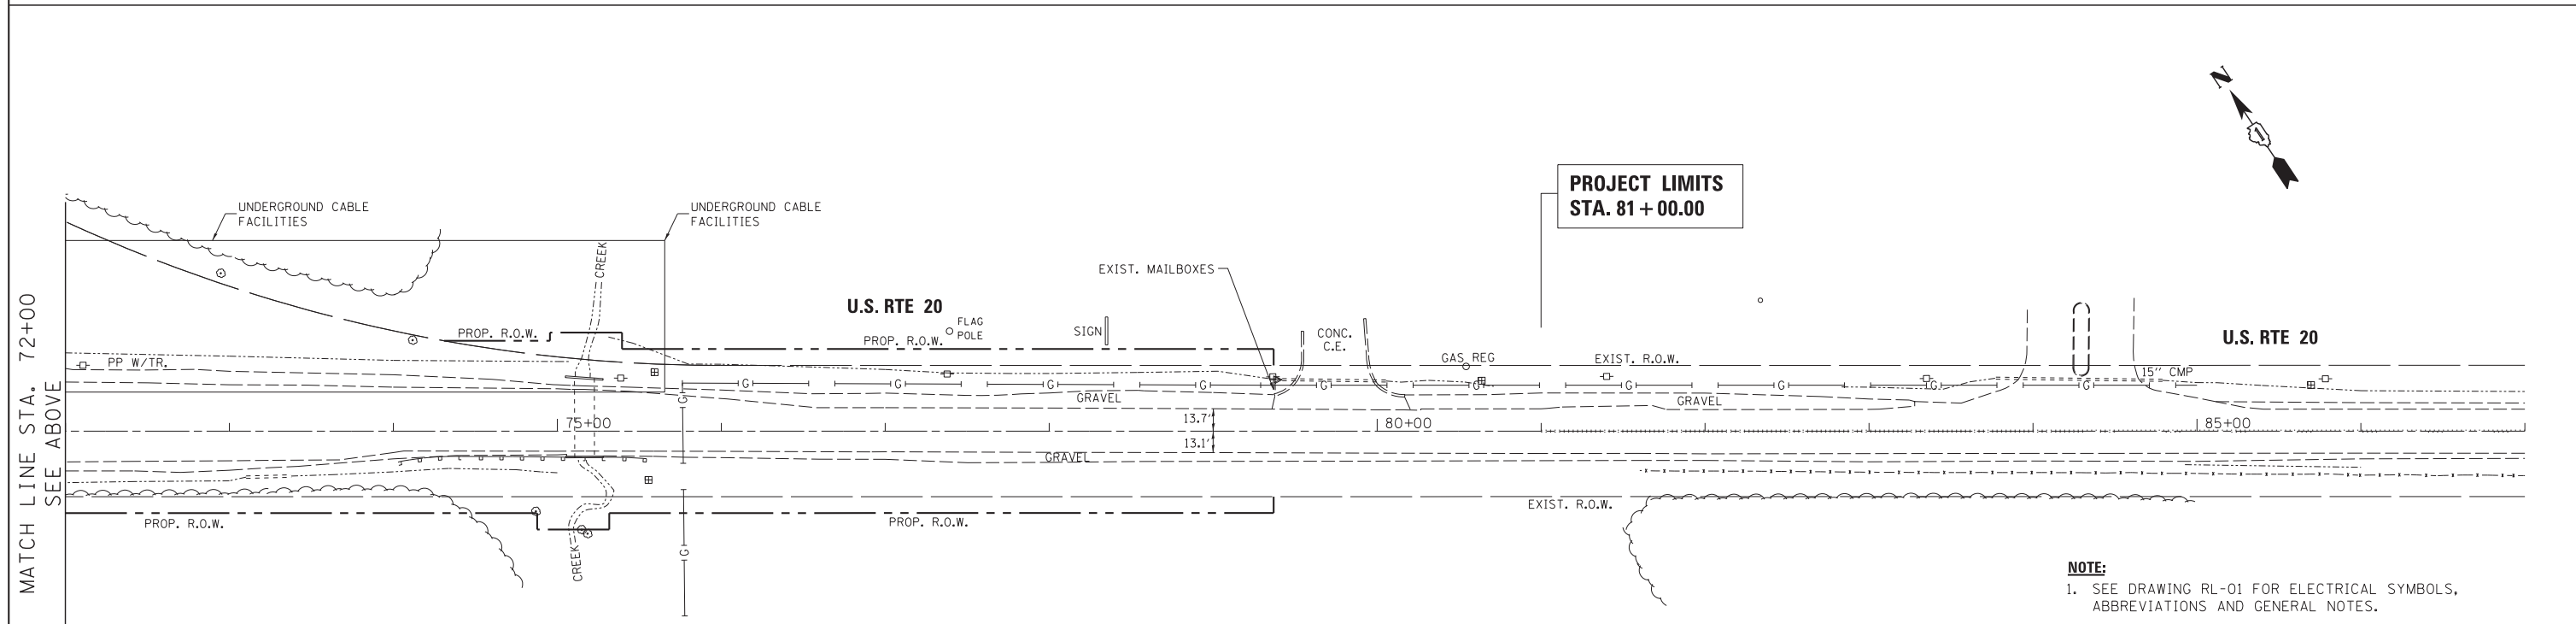 MATCH LINE STA. 72+00
SEE ABOVE
UNDERGROUND CABLE
FACILITIES
UNDERGROUND CABLE
FACILITIES
CREEK
PROJECT LIMITS
STA. 81+00.00
N
EXIST. MAILBOXES
U.S. RTE 20
FLAG
POLE
SIGN
PROP. R.O.W.
PROP. R.O.W.
CONC.
C.E.
U.S. RTE 20
PP W/TR.
GAS REG
EXIST. R.O.W.
15" CMP
G
G
G
G
G
G
G
G
G
G
G
GRAVEL
GRAVEL
75+00
13.7'
80+00
85+00
13.1'
GRAVEL
PROP. R.O.W.
PROP. R.O.W.
EXIST. R.O.W.
CREEK
G
NOTE:
1. SEE DRAWING RL-01 FOR ELECTRICAL SYMBOLS,
ABBREVIATIONS AND GENERAL NOTES.